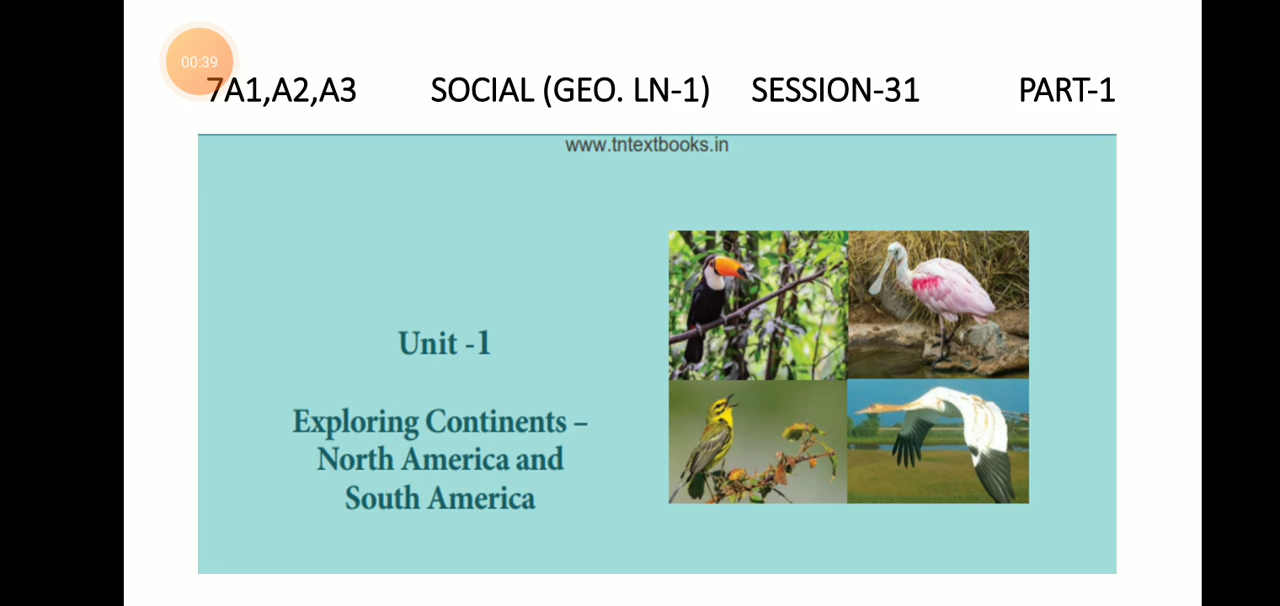 00:39
7A1,A2,A3 SOCIAL (GEO. LN-1) SESSION-31 PART-1
www.tntextbooks.in
Unit -1
Exploring Continents –
North America and
South America